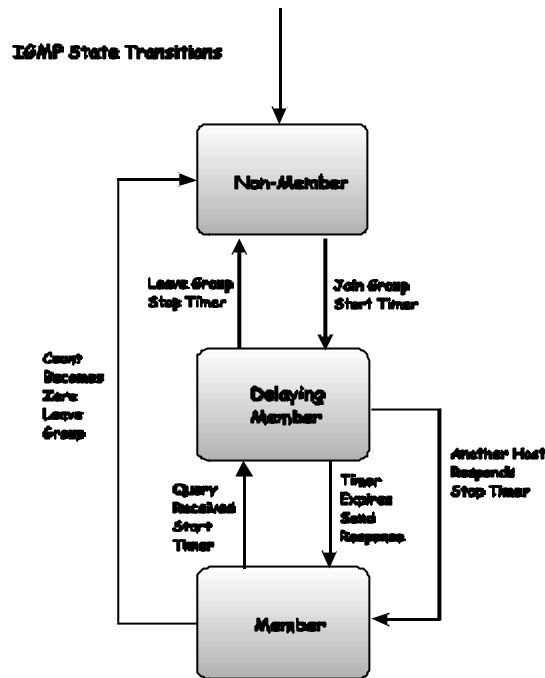 IGMP State Transitions
Non-Member
Leave Group
Stop Timer
Join Group
Start Timer
Count
Becomes
Zero
Leave
Group
Delaying
Member
Another Host
Responds
Stop Timer
Query
Received
Start
Timer
Timer
Expires
Send
Response
Member